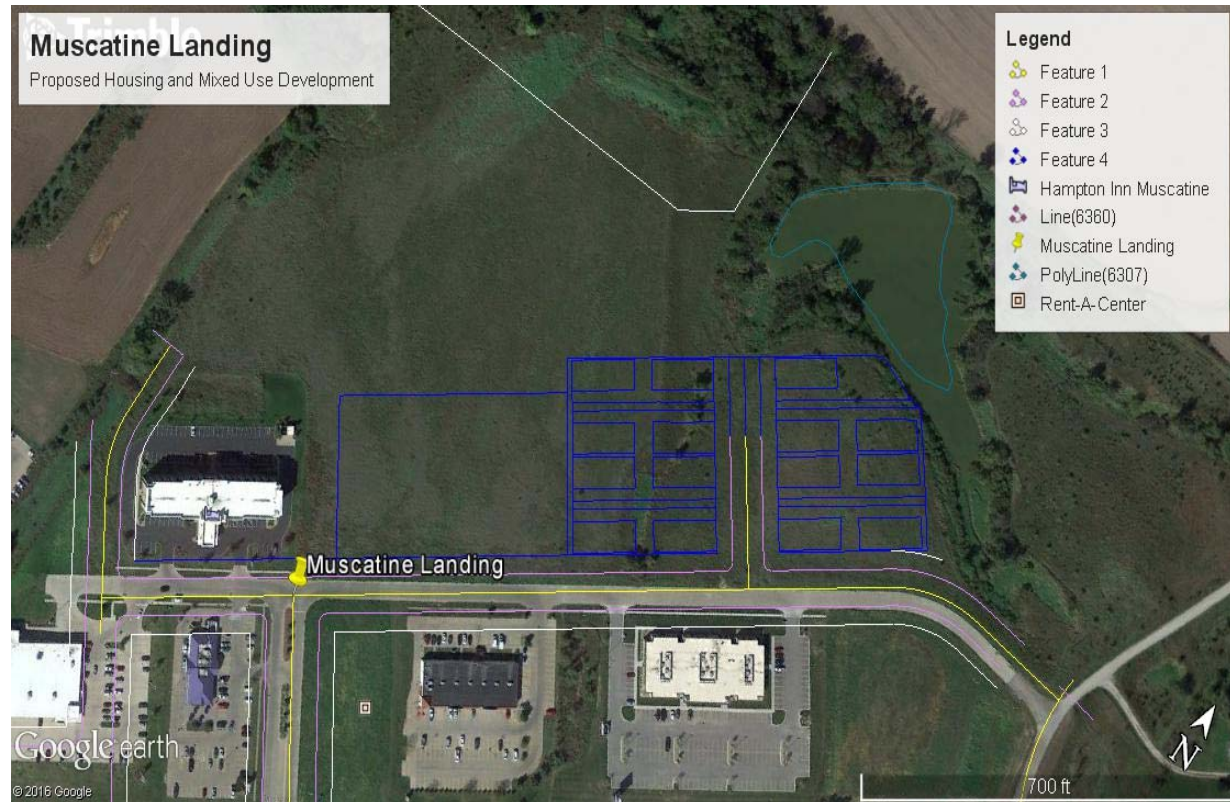 Trimble
Muscatine Landing
Proposed Housing and Mixed Use Development
Legend
Feature 1
Feature 2
Feature 3
Feature 4
Hampton Inn Muscatine
Line(6360)
Muscatine Landing
PolyLine(6307)
Rent-A-Center
Muscatine Landing
Google earth
© 2016 Google
N
700 ft